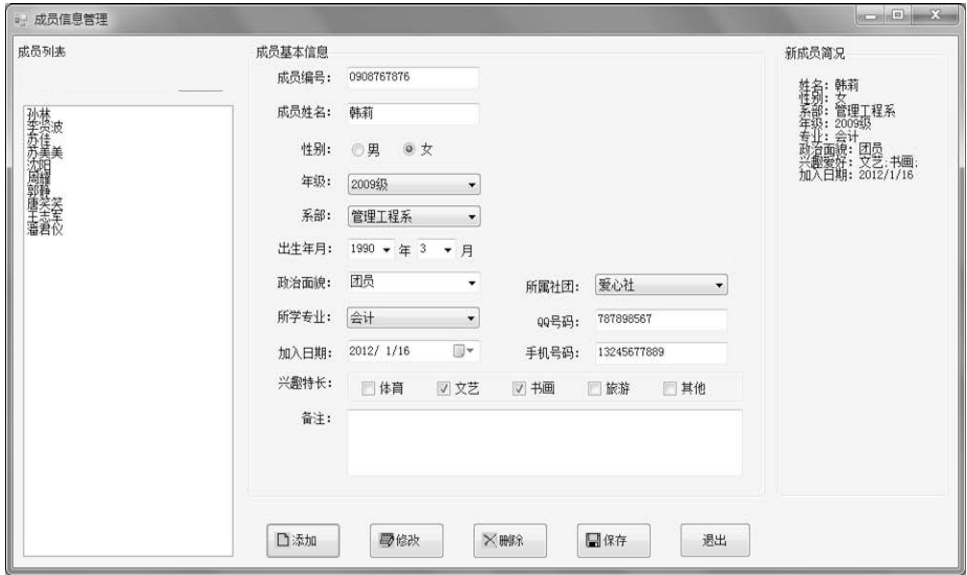 成员信息管理
成员列表
孙林
李贤波
苏佳
苏美美
沈阳
周耀
郭静
唐笑笑
王志军
潘君仪
成员基本信息
成员编号： 0908767876
成员姓名： 韩莉
性别： 男 女
年级： 2009级
系部： 管理工程系
出生年月： 1990 年 3 月
政治面貌： 团员 所属社团： 爱心社
所学专业： 会计 QQ号码： 787898567
加入日期： 2012/ 1/16 手机号码： 13245677889
兴趣特长： 体育 文艺 书画 旅游 其他
备注：
添加 修改 删除 保存 退出
新成员简况
姓名：韩莉
性别：女
系部：管理工程系
年级：2009级
专业：会计
政治面貌：团员
兴趣爱好：文艺;书画;
加入日期：2012/1/16